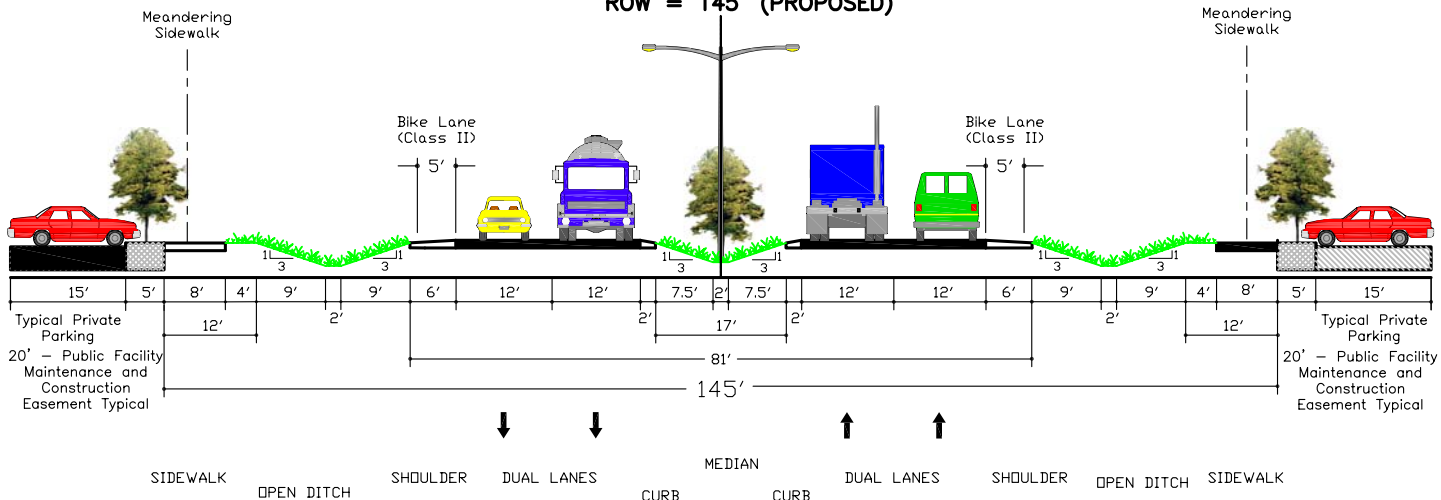 ROW = 145' (PROPOSED)
Meandering
Sidewalk
Meandering
Sidewalk
Bike Lane
(Class II)
5'
Bike Lane
(Class II)
5'
1
3
1
3
1
3
1
3
1
3
1
3
15'
5'
8'
4'
9'
2'
9'
6'
12'
12'
2'
7.5'
2'
7.5'
2'
12'
12'
6'
9'
2'
9'
4'
8'
5'
15'
12'
17'
12'
81'
145'
Typical Private
Parking
20' - Public Facility
Maintenance and
Construction
Easement Typical
Typical Private
Parking
20' - Public Facility
Maintenance and
Construction
Easement Typical
SIDEWALK
OPEN DITCH
SHOULDER
DUAL LANES
CURB
MEDIAN
CURB
DUAL LANES
SHOULDER
OPEN DITCH
SIDEWALK